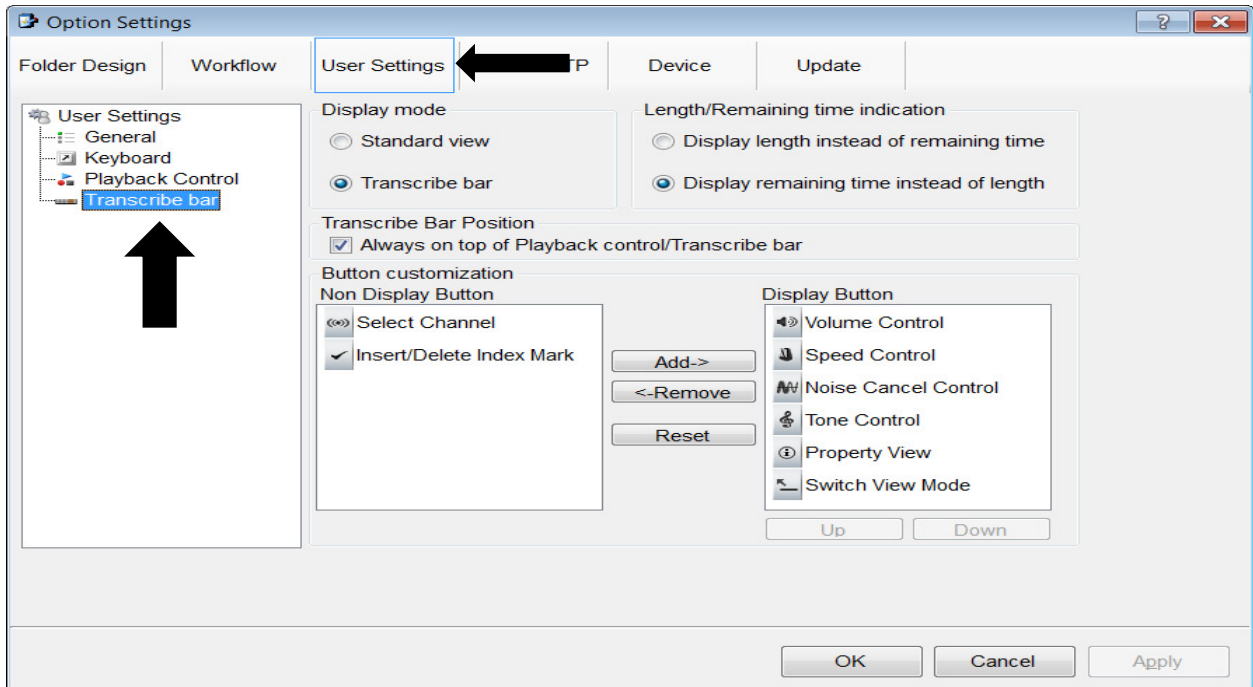 Option Settings
Folder Design Workflow User Settings TP Device Update
User Settings
General
Keyboard
Playback Control
Transcribe bar
Display mode
Standard view
Transcribe bar
Length/Remaining time indication
Display length instead of remaining time
Display remaining time instead of length
Transcribe Bar Position
Always on top of Playback control/Transcribe bar
Button customization
Non Display Button
Select Channel
Insert/Delete Index Mark
Add->
<-Remove
Reset
Display Button
Volume Control
Speed Control
Noise Cancel Control
Tone Control
Property View
Switch View Mode
Up Down
OK Cancel Apply